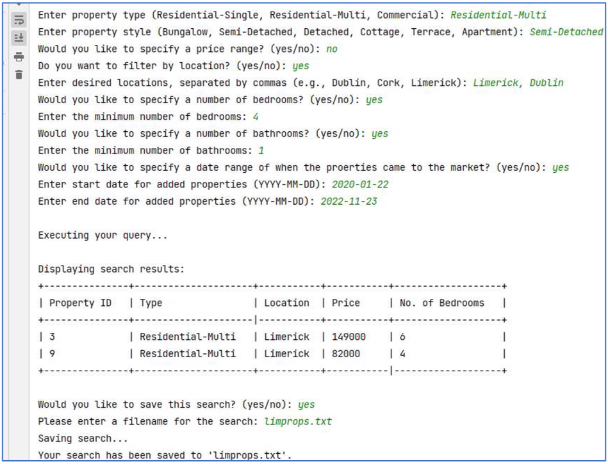 Enter property type (Residential-Single, Residential-Multi, Commercial): Residential-Multi
Enter property style (Bungalow, Semi-Detached, Detached, Cottage, Terrace, Apartment): Semi-Detached
Would you like to specify a price range? (yes/no): no
Do you want to filter by location? (yes/no): yes
Enter desired locations, separated by commas (e.g., Dublin, Cork, Limerick): Limerick, Dublin
Would you like to specify a number of bedrooms? (yes/no): yes
Enter the minimum number of bedrooms: 4
Would you like to specify a number of bathrooms? (yes/no): yes
Enter the minimum number of bathrooms: 1
Would you like to specify a date range of when the proerties came to the market? (yes/no): yes
Enter start date for added properties (YYYY-MM-DD): 2020-01-22
Enter end date for added properties (YYYY-MM-DD): 2022-11-23
Executing your query...
Displaying search results:
+--------------+-------------------+----------+-----------+------------------+
| Property ID | Type | Location | Price | No. of Bedrooms |
+--------------+-------------------|----------+-----------+------------------+
| 3 | Residential-Multi | Limerick | 149000 | 6 |
| 9 | Residential-Multi | Limerick | 82000 | 4 |
+--------------+-------------------+----------+-----------|------------------+
Would you like to save this search? (yes/no): yes
Please enter a filename for the search: limprops.txt
Saving search...
Your search has been saved to 'limprops.txt'.